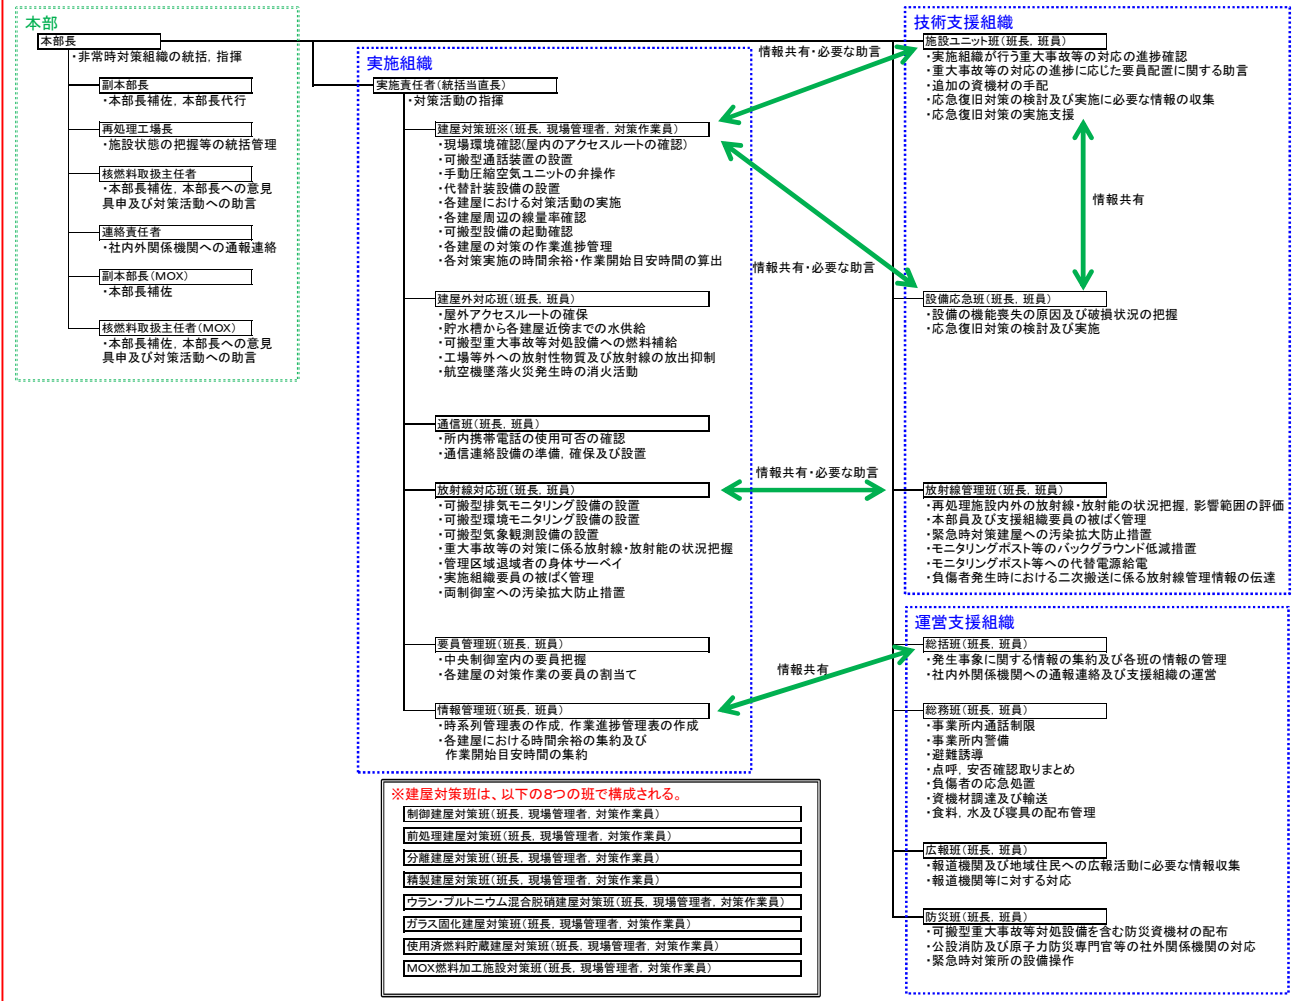 本部
本部長
・非常時対策組織の統括, 指揮
副本部長
・本部長補佐, 本部長代行
再処理工場長
・施設状態の把握等の統括管理
核燃料取扱主任者
・本部長補佐, 本部長への意見
具申及び対策活動への助言
連絡責任者
・社内外関係機関への通報連絡
副本部長(MOX)
・本部長補佐
核燃料取扱主任者(MOX)
・本部長補佐, 本部長への意見
具申及び対策活動への助言
実施組織
実施責任者(統括当直長)
・対策活動の指揮
建屋対策班※(班長, 現場管理者, 対策作業員)
・現場環境確認(屋内のアクセスルートの確認)
・可搬型通話装置の設置
・手動圧縮空気ユニットの弁操作
・代替計装設備の設置
・各建屋における対策活動の実施
・各建屋周辺の線量率確認
・可搬型設備の起動確認
・各建屋の対策の作業進捗管理
・各対策実施の時間余裕・作業開始目安時間の算出
建屋外対応班(班長, 班員)
・屋外アクセスルートの確保
・貯水槽から各建屋近傍までの水供給
・可搬型重大事故等対処設備への燃料補給
・工場等外への放射性物質及び放射線の放出抑制
・航空機墜落火災発生時の消火活動
通信班(班長, 班員)
・所内携帯電話の使用可否の確認
・通信連絡設備の準備, 確保及び設置
放射線対応班(班長, 班員)
・可搬型排気モニタリング設備の設置
・可搬型環境モニタリング設備の設置
・可搬型気象観測設備の設置
・重大事故等の対策に係る放射線・放射能の状況把握
・管理区域退域者の身体サーベイ
・実施組織要員の被ばく管理
・両制御室への汚染拡大防止措置
要員管理班(班長, 班員)
・中央制御室内の要員把握
・各建屋の対策作業の要員の割当て
情報管理班(班長, 班員)
・時系列管理表の作成, 作業進捗管理表の作成
・各建屋における時間余裕の集約及び
作業開始目安時間の集約
情報共有・必要な助言
情報共有・必要な助言
情報共有・必要な助言
情報共有
情報共有
技術支援組織
施設ユニット班(班長, 班員)
・実施組織が行う重大事故等の対応の進捗確認
・重大事故等の対応の進捗に応じた要員配置に関する助言
・追加の資機材の手配
・応急復旧対策の検討及び実施に必要な情報の収集
・応急復旧対策の実施支援
設備応急班(班長, 班員)
・設備の機能喪失の原因及び破損状況の把握
・応急復旧対策の検討及び実施
放射線管理班(班長, 班員)
・再処理施設内外の放射線・放射能の状況把握, 影響範囲の評価
・本部員及び支援組織要員の被ばく管理
・緊急時対策建屋への汚染拡大防止措置
・モニタリングポスト等のバックグラウンド低減措置
・モニタリングポスト等への代替電源給電
・負傷者発生時における二次搬送に係る放射線管理情報の伝達
運営支援組織
総括班(班長, 班員)
・発生事象に関する情報の集約及び各班の情報の管理
・社内外関係機関への通報連絡及び支援組織の運営
総務班(班長, 班員)
・事業所内通話制限
・事業所内警備
・避難誘導
・点呼, 安否確認取りまとめ
・負傷者の応急処置
・資機材調達及び輸送
・食料, 水及び寝具の配布管理
広報班(班長, 班員)
・報道機関及び地域住民への広報活動に必要な情報収集
・報道機関等に対する対応
防災班(班長, 班員)
・可搬型重大事故等対処設備を含む防災資機材の配布
・公設消防及び原子力防災専門官等の社外関係機関の対応
・緊急時対策所の設備操作
※建屋対策班は、以下の8つの班で構成される。
制御建屋対策班(班長, 現場管理者, 対策作業員)
前処理建屋対策班(班長, 現場管理者, 対策作業員)
分離建屋対策班(班長, 現場管理者, 対策作業員)
精製建屋対策班(班長, 現場管理者, 対策作業員)
ウラン・プルトニウム混合脱硝建屋対策班(班長, 現場管理者, 対策作業員)
ガラス固化建屋対策班(班長, 現場管理者, 対策作業員)
使用済燃料貯蔵建屋対策班(班長, 現場管理者, 対策作業員)
MOX燃料加工施設対策班(班長, 現場管理者, 対策作業員)